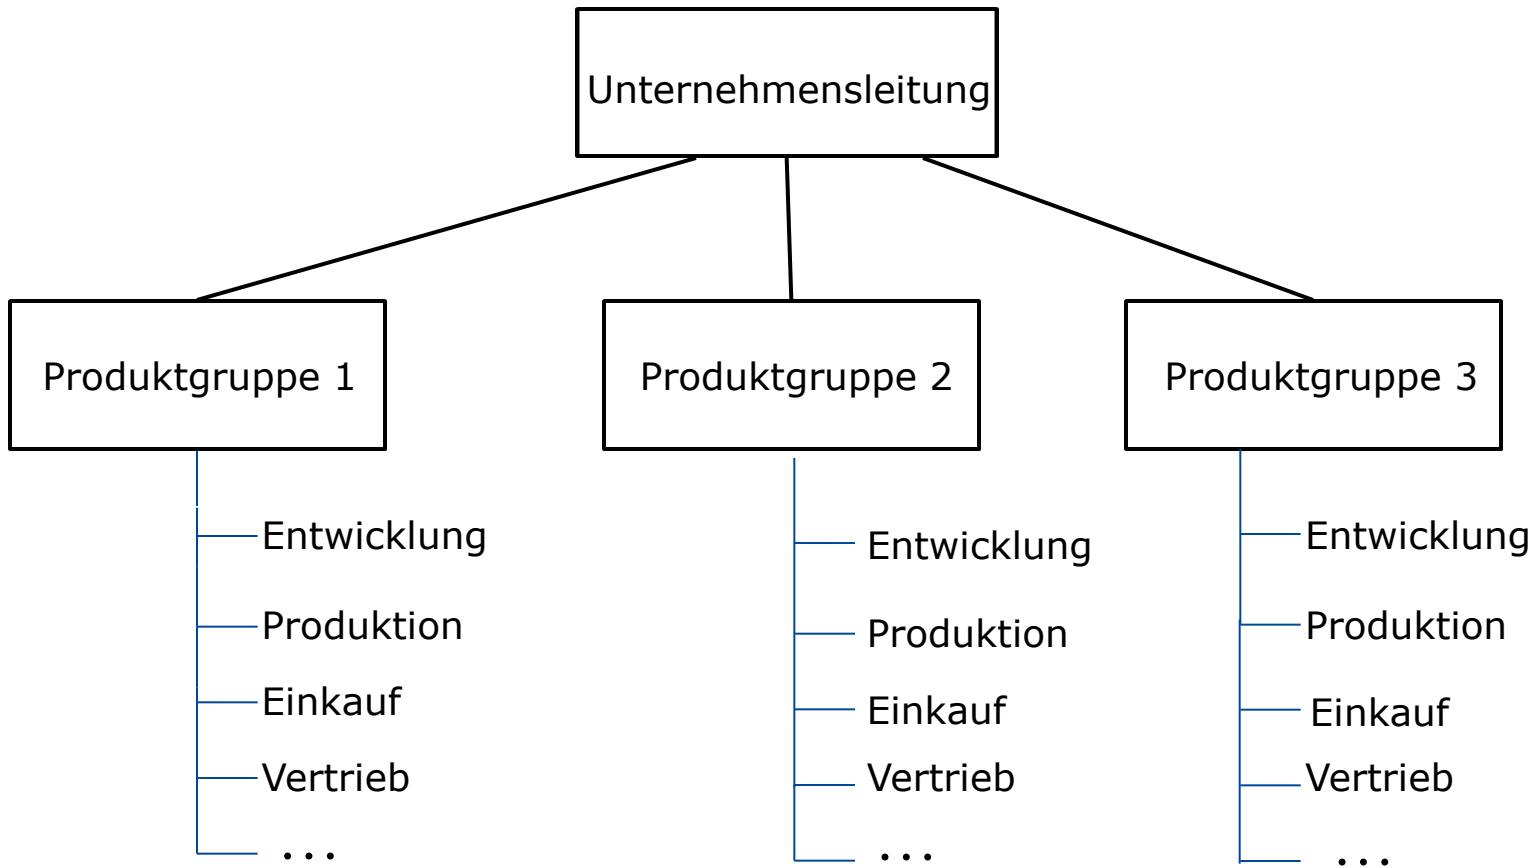 Unternehmensleitung
Produktgruppe 1
Produktgruppe 2
Produktgruppe 3
Entwicklung
Produktion
Einkauf
Vertrieb
...
Entwicklung
Produktion
Einkauf
Vertrieb
...
Entwicklung
Produktion
Einkauf
Vertrieb
...